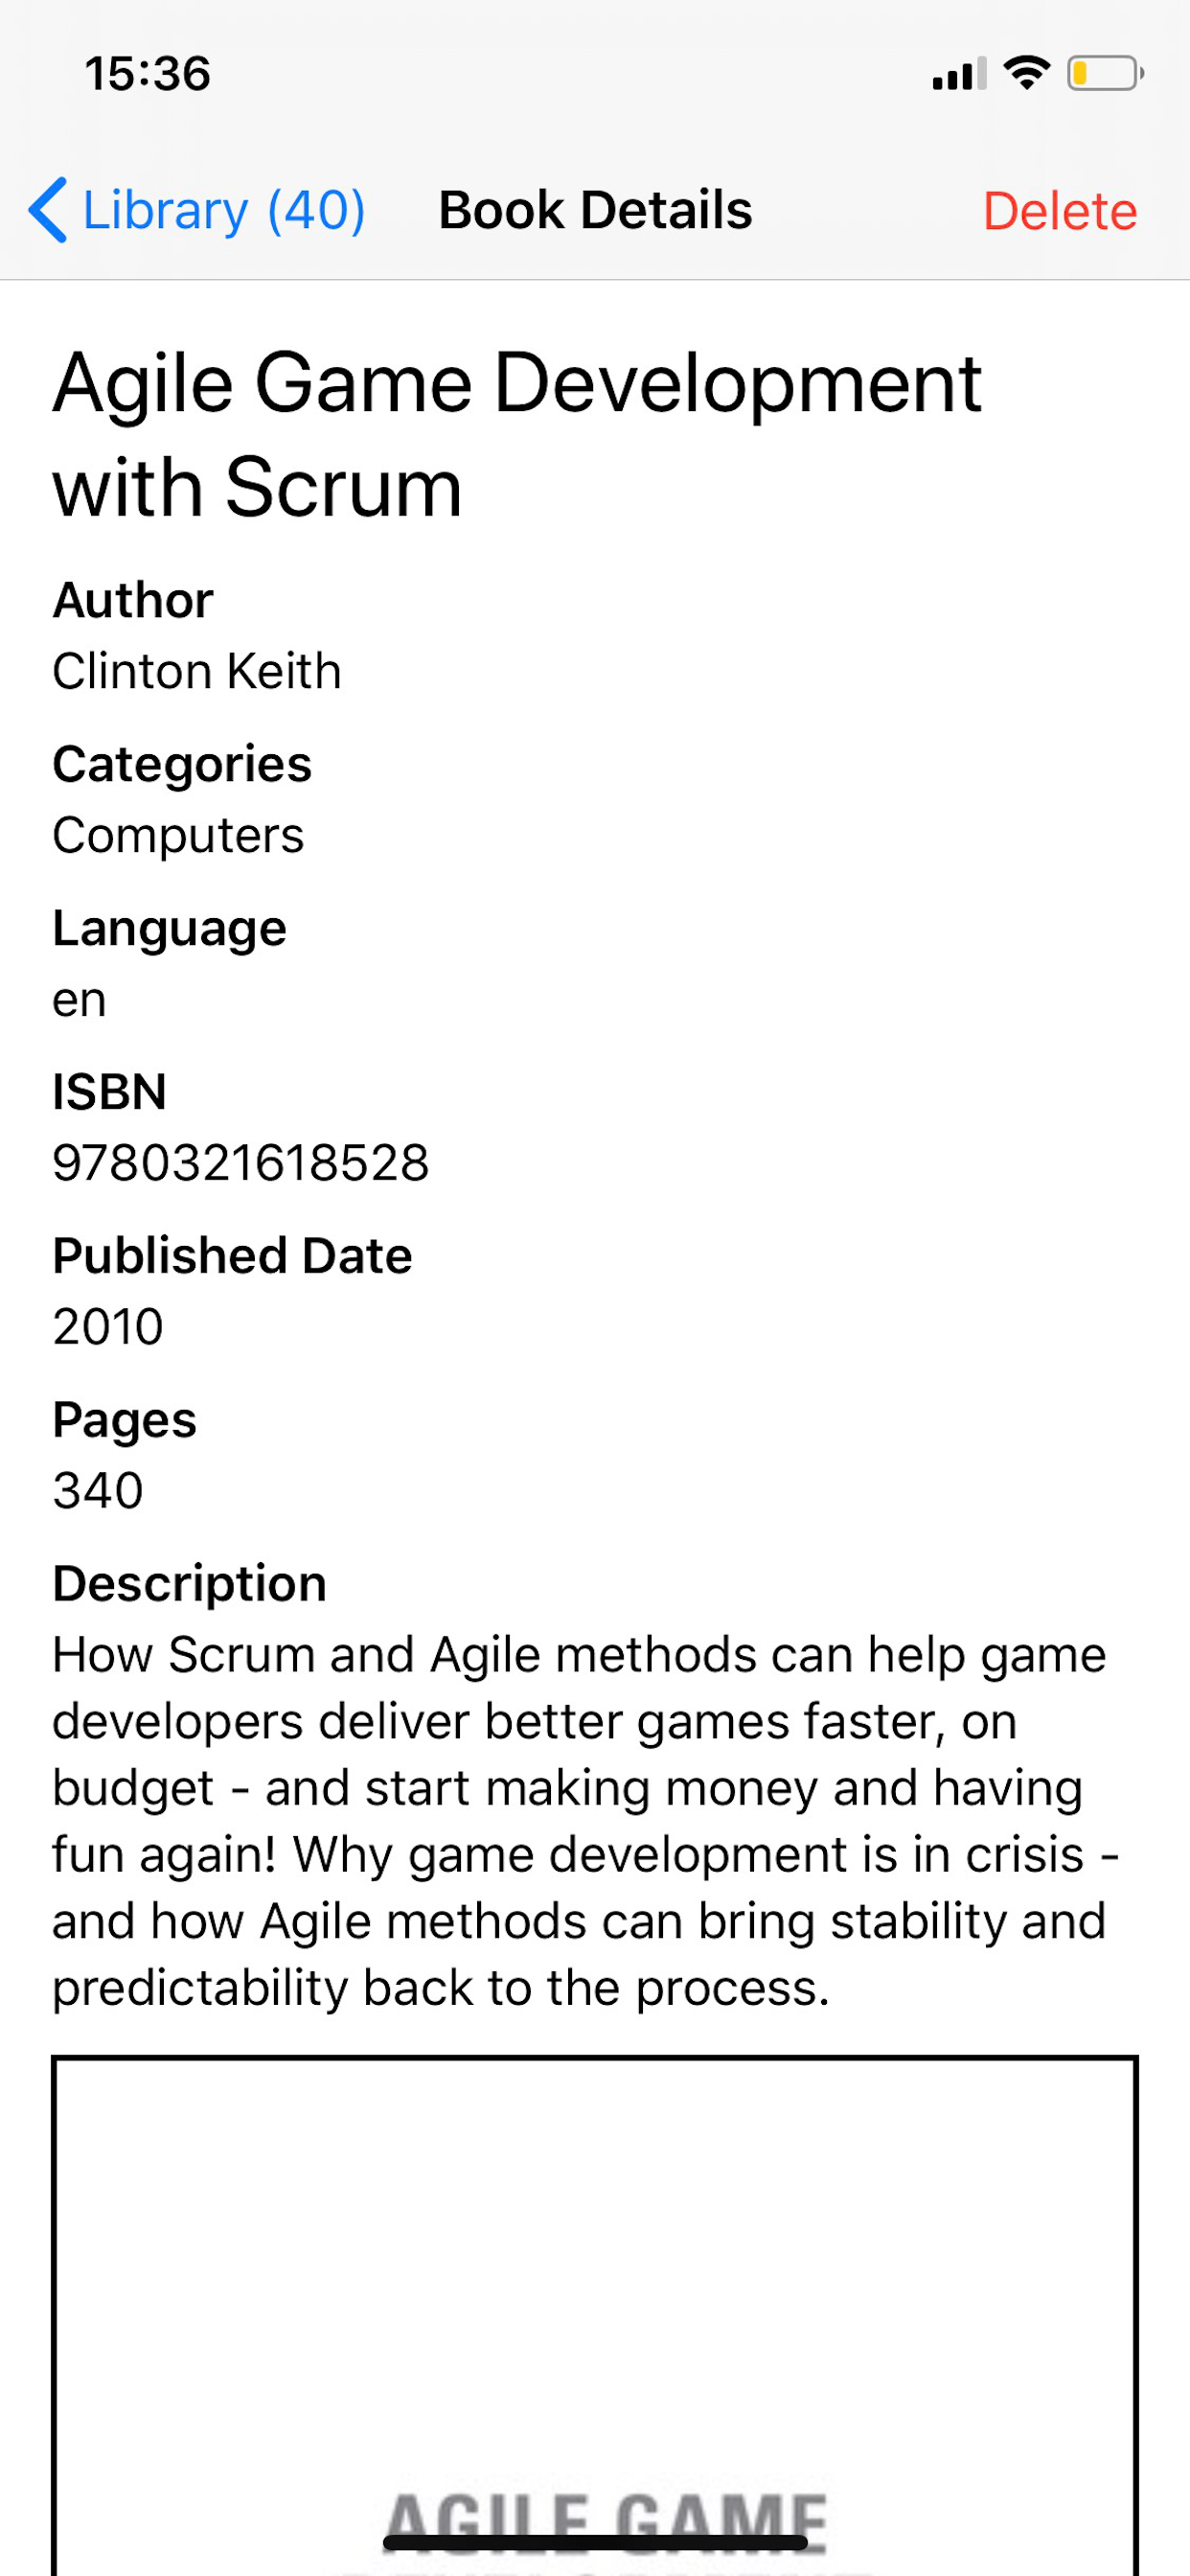 15:36
Library (40)
Book Details
Delete
Agile Game Development
with Scrum
Author
Clinton Keith
Categories
Computers
Language
en
ISBN
9780321618528
Published Date
2010
Pages
340
Description
How Scrum and Agile methods can help game
developers deliver better games faster, on
budget - and start making money and having
fun again! Why game development is in crisis -
and how Agile methods can bring stability and
predictability back to the process.
AGILE GAME